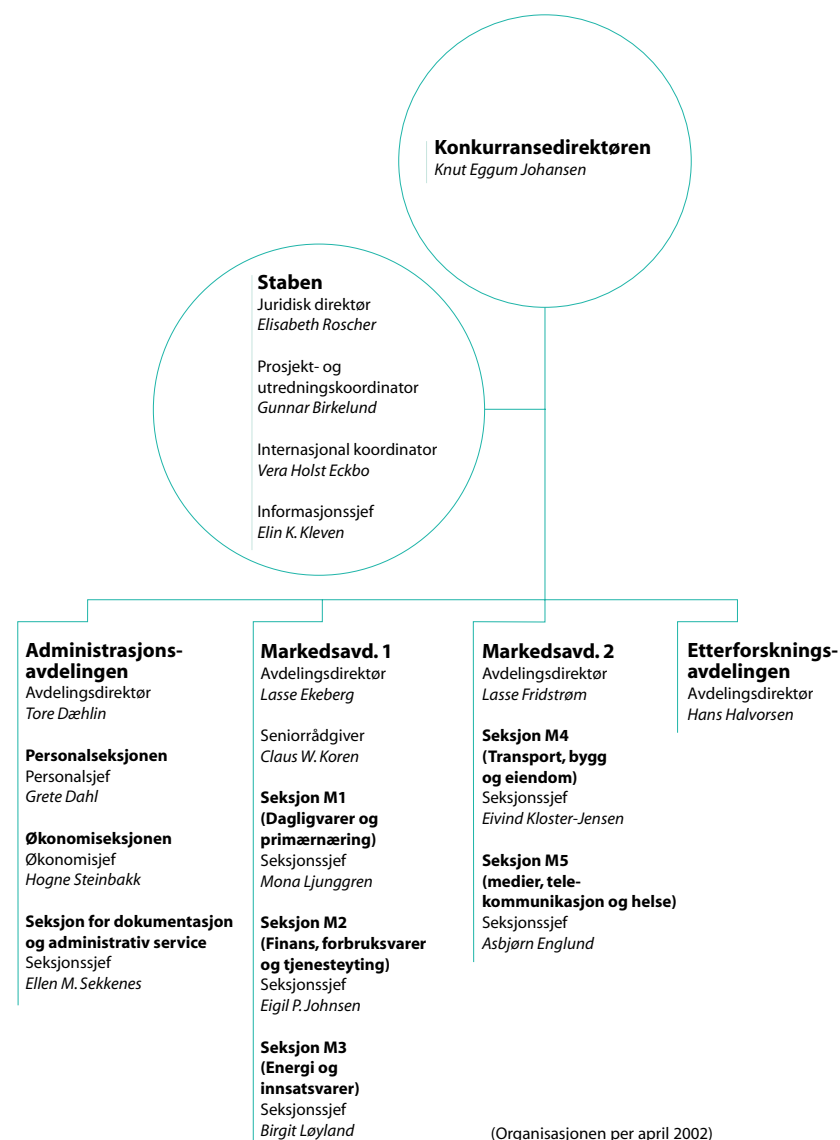 Konkurransedirektøren
Knut Eggum Johansen
Staben
Juridisk direktør
Elisabeth Roscher
Prosjekt- og
utredningskoordinator
Gunnar Birkelund
Internasjonal koordinator
Vera Holst Eckbo
Informasjonssjef
Elin K. Kleven
Administrasjons-
avdelingen
Avdelingsdirektør
Tore Dæhlin
Personalseksjonen
Personalsjef
Grete Dahl
Økonomiseksjonen
Økonomisjef
Hogne Steinbakk
Seksjon for dokumentasjon
og administrativ service
Seksjonssjef
Ellen M. Sekkenes
Markedsavd. 1
Avdelingsdirektør
Lasse Ekeberg
Seniorrådgiver
Claus W. Koren
Seksjon M1
(Dagligvarer og
primærnæring)
Seksjonssjef
Mona Ljunggren
Seksjon M2
(Finans, forbruksvarer
og tjenesteyting)
Seksjonssjef
Eigil P. Johnsen
Seksjon M3
(Energi og
innsatsvarer)
Seksjonssjef
Birgit Løyland
Markedsavd. 2
Avdelingsdirektør
Lasse Fridstrøm
Seksjon M4
(Transport, bygg
og eiendom)
Seksjonssjef
Eivind Kloster-Jensen
Seksjon M5
(medier, tele-
kommunikasjon og helse)
Seksjonssjef
Asbjørn Englund
Etterforsknings-
avdelingen
Avdelingsdirektør
Hans Halvorsen
(Organisasjonen per april 2002)